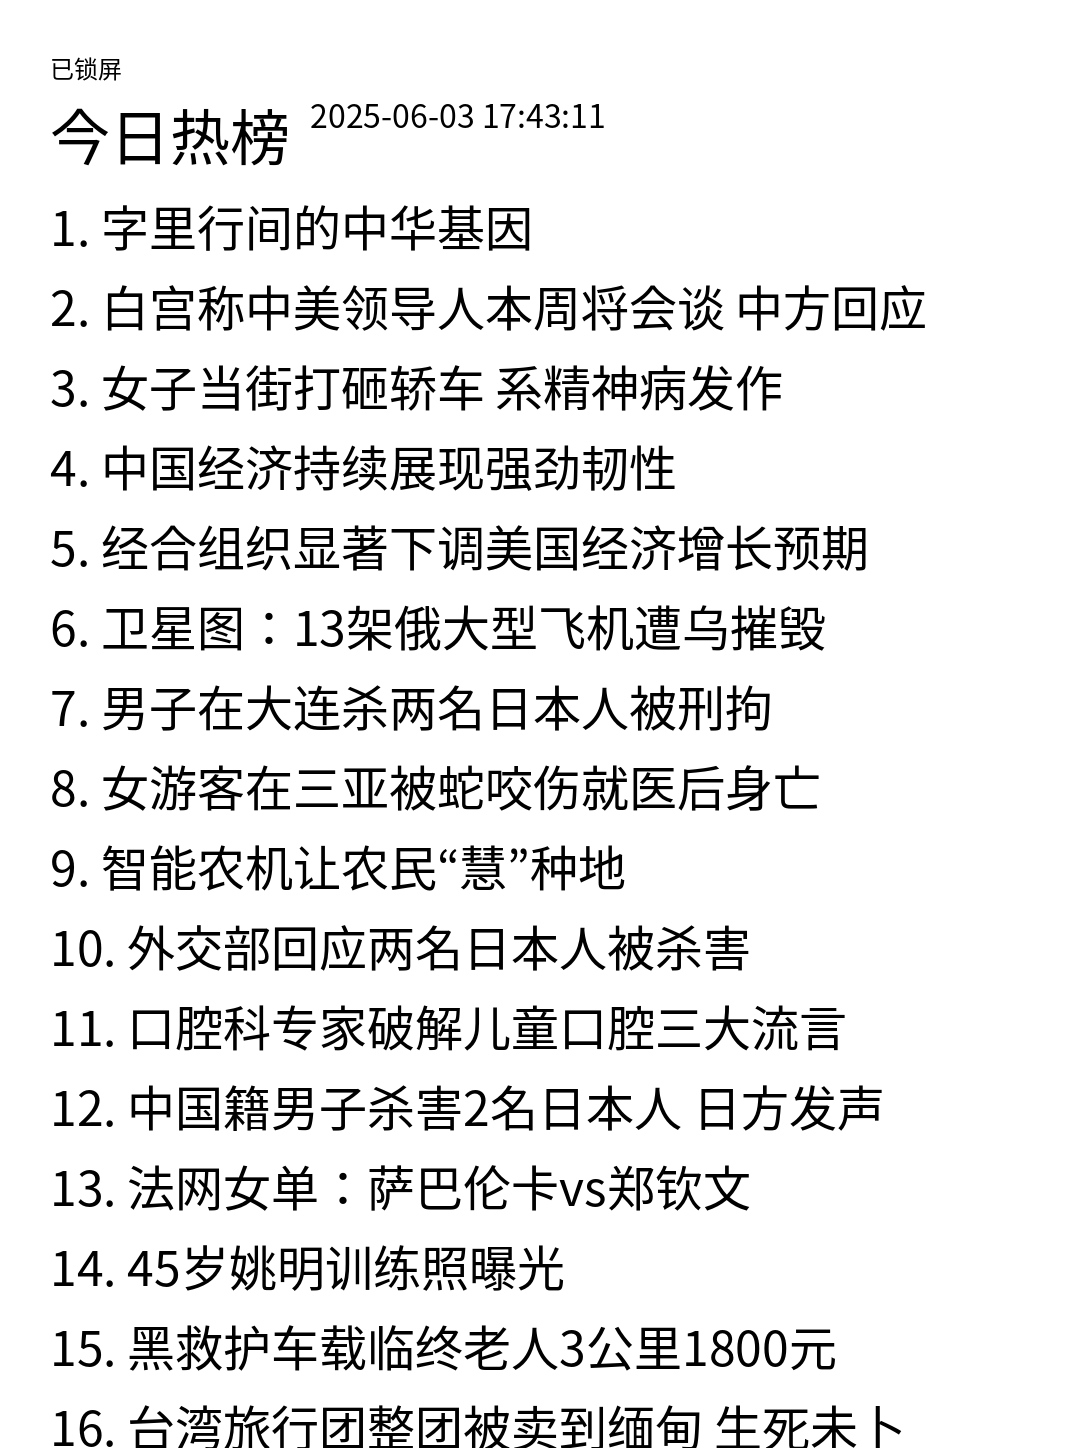 已锁屏
今日热榜 2025-06-03 17:43:11
1. 字里行间的中华基因
2. 白宫称中美领导人本周将会谈 中方回应
3. 女子当街打砸轿车 系精神病发作
4. 中国经济持续展现强劲韧性
5. 经合组织显著下调美国经济增长预期
6. 卫星图：13架俄大型飞机遭乌摧毁
7. 男子在大连杀两名日本人被刑拘
8. 女游客在三亚被蛇咬伤就医后身亡
9. 智能农机让农民“慧”种地
10. 外交部回应两名日本人被杀害
11. 口腔科专家破解儿童口腔三大流言
12. 中国籍男子杀害2名日本人 日方发声
13. 法网女单：萨巴伦卡vs郑钦文
14. 45岁姚明训练照曝光
15. 黑救护车载临终老人3公里1800元
16. 台湾旅行团整团被卖到缅甸 生死未卜